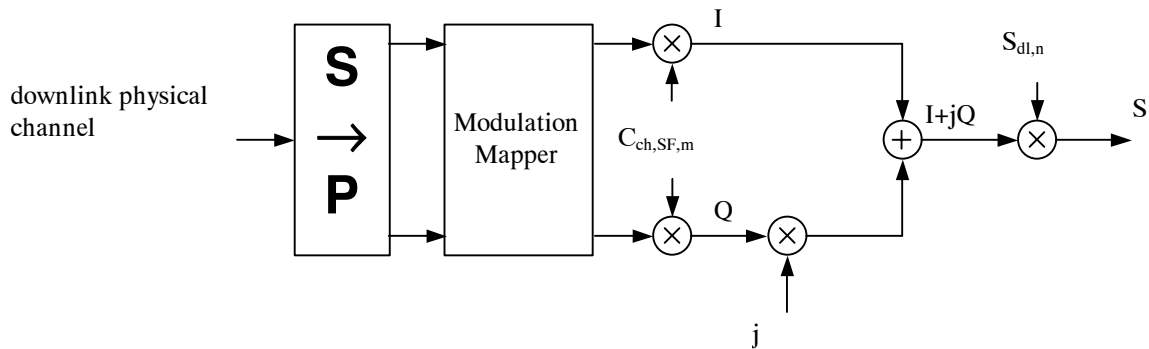 downlink physical
channel
S
→
P
Modulation
Mapper
I
C_ch,SF,m
Q
j
I+jQ
S_dl,n
S